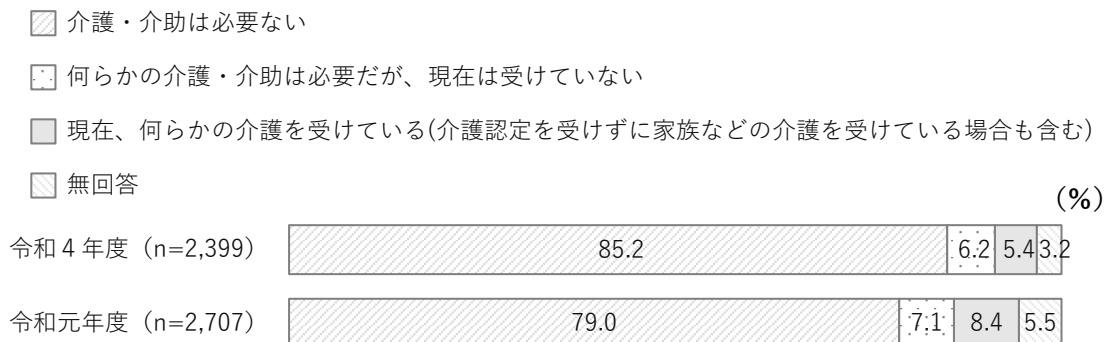 介護・介助は必要ない
何らかの介護・介助は必要だが、現在は受けていない
現在、何らかの介護を受けている(介護認定を受けずに家族などの介護を受けている場合も含む)
無回答
(%)
令和４年度（n=2,399） 85.2 6.2 5.4 3.2
令和元年度（n=2,707） 79.0 7.1 8.4 5.5